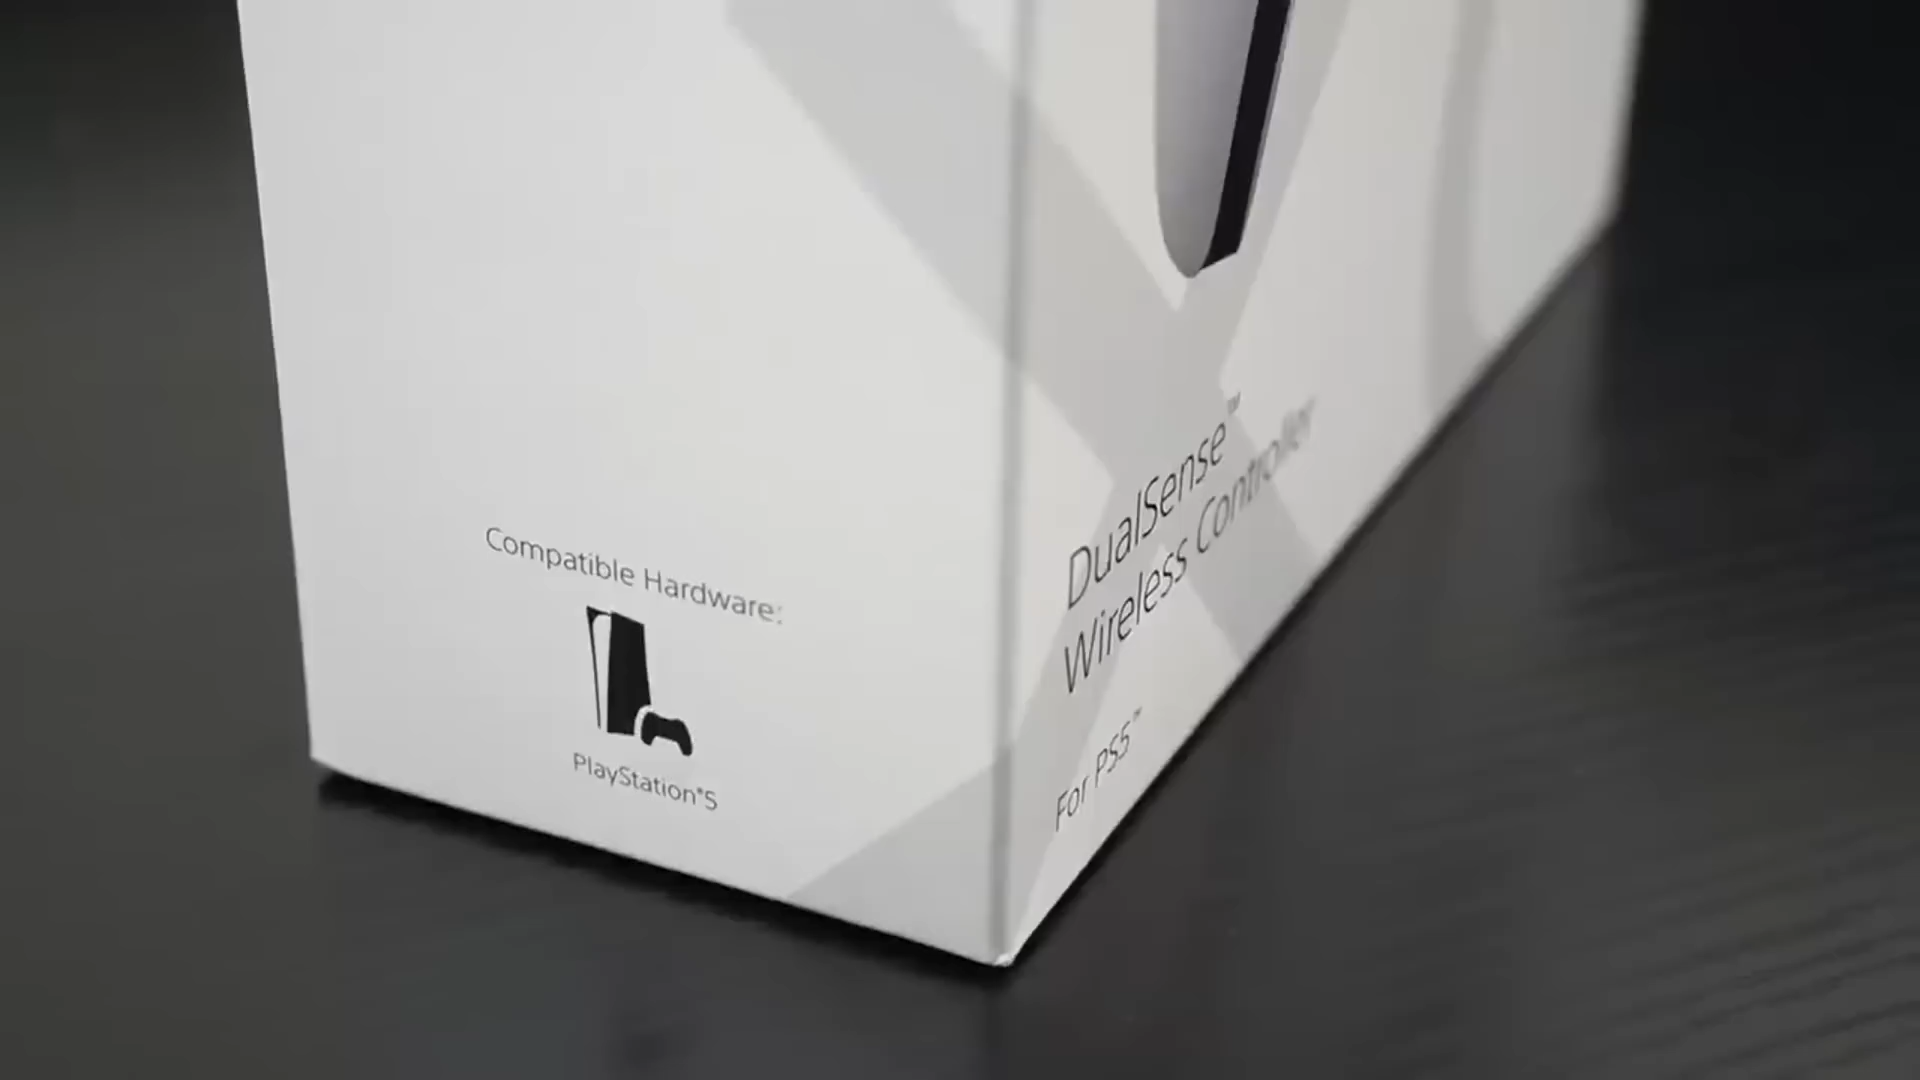 Compatible Hardware:
PlayStation®5
DualSense™
Wireless Controller
For PS5™